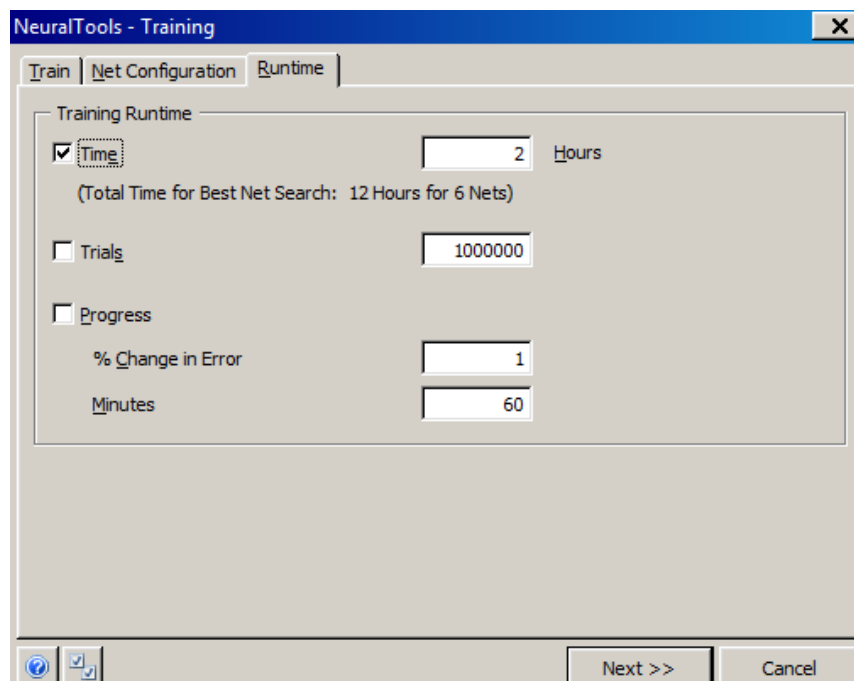 NeuralTools - Training
Train Net Configuration Runtime
Training Runtime
Time 2 Hours
(Total Time for Best Net Search: 12 Hours for 6 Nets)
Trials 1000000
Progress
% Change in Error 1
Minutes 60
Next >> Cancel